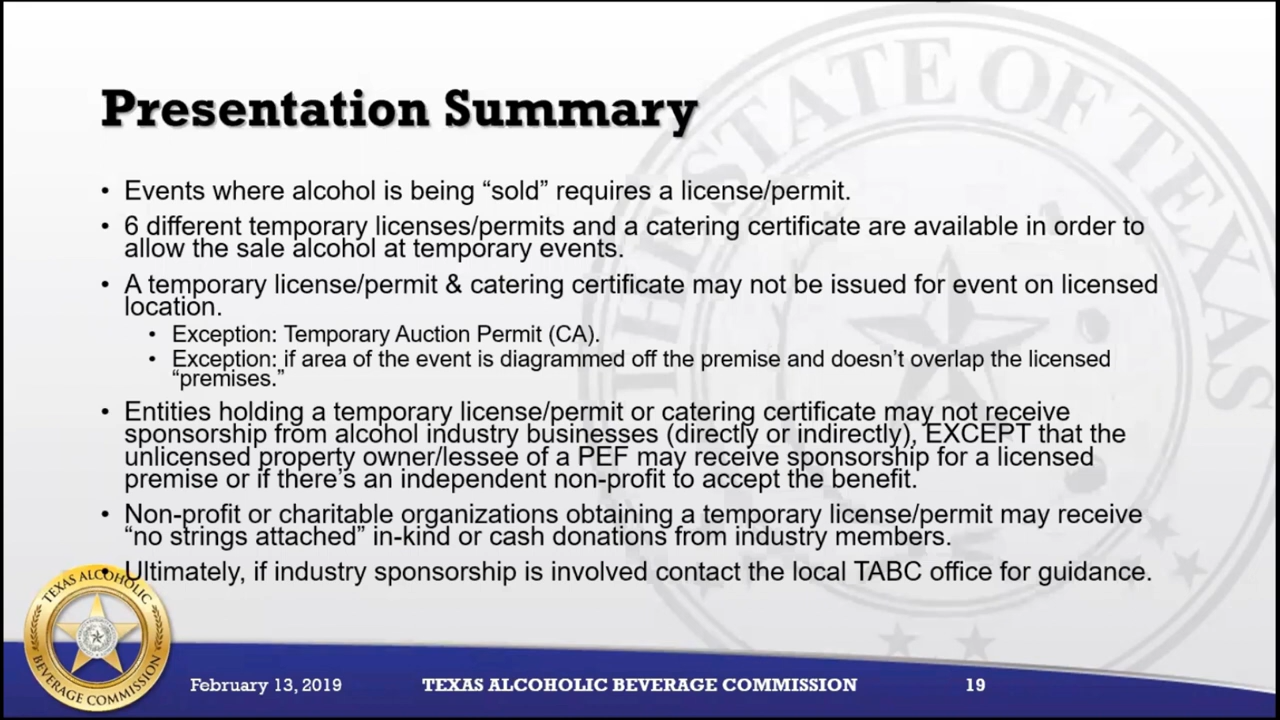 Presentation Summary
• Events where alcohol is being “sold” requires a license/permit.
• 6 different temporary licenses/permits and a catering certificate are available in order to
allow the sale alcohol at temporary events.
• A temporary license/permit & catering certificate may not be issued for event on licensed
location.
• Exception: Temporary Auction Permit (CA).
• Exception: if area of the event is diagrammed off the premise and doesn’t overlap the licensed
“premises.”
• Entities holding a temporary license/permit or catering certificate may not receive
sponsorship from alcohol industry businesses (directly or indirectly), EXCEPT that the
unlicensed property owner/lessee of a PEF may receive sponsorship for a licensed
premise or if there’s an independent non-profit to accept the benefit.
• Non-profit or charitable organizations obtaining a temporary license/permit may receive
“no strings attached” in-kind or cash donations from industry members.
• Ultimately, if industry sponsorship is involved contact the local TABC office for guidance.
THE STATE OF TEXAS
TEXAS ALCOHOLIC
BEVERAGE COMMISSION
February 13, 2019
TEXAS ALCOHOLIC BEVERAGE COMMISSION
19